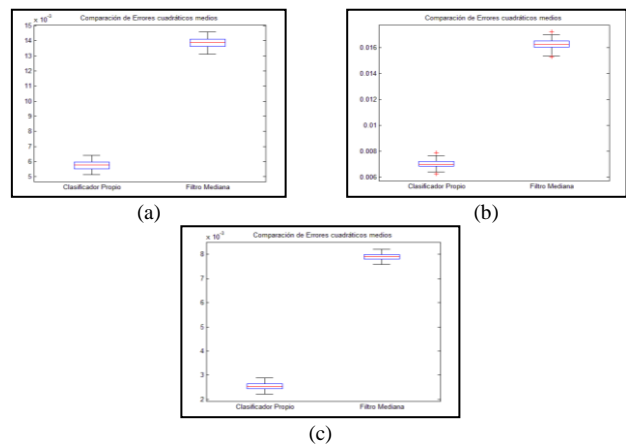 Comparación de Errores cuadráticos medios
x 10⁻³
15
14
13
12
11
10
9
8
7
6
5
Clasificador Propio Filtro Mediana
(a)
Comparación de Errores cuadráticos medios
0.016
0.014
0.012
0.01
0.008
0.006
Clasificador Propio Filtro Mediana
(b)
Comparación de Errores cuadráticos medios
x 10⁻³
8
7
6
5
4
3
2
Clasificador Propio Filtro Mediana
(c)